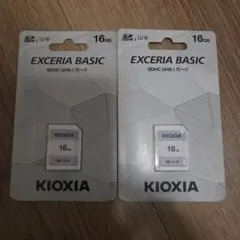 16GB
EXCERIA BASIC
SDHC UHS-I カード
KIOXIA
16GB
KIOXIA
16GB
EXCERIA BASIC
SDHC UHS-I カード
KIOXIA
16GB
KIOXIA